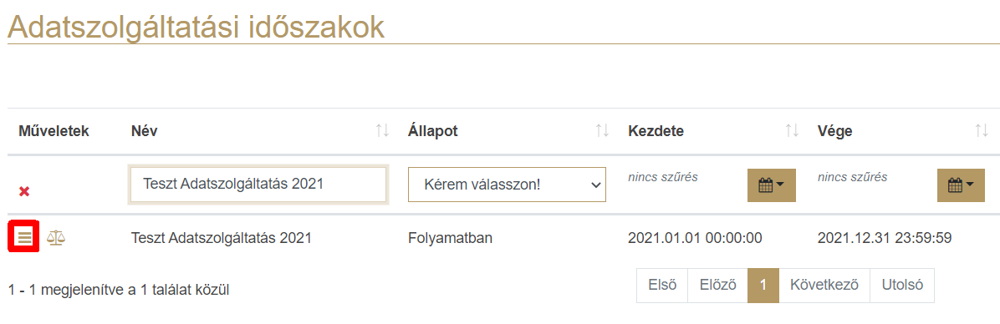 Adatszolgáltatási időszakok
Műveletek Név Állapot Kezdete Vége
Teszt Adatszolgáltatás 2021 Kérem válasszon! nincs szűrés nincs szűrés
Teszt Adatszolgáltatás 2021 Folyamatban 2021.01.01 00:00:00 2021.12.31 23:59:59
1 - 1 megjelenítve a 1 találat közül Első Előző 1 Következő Utolsó